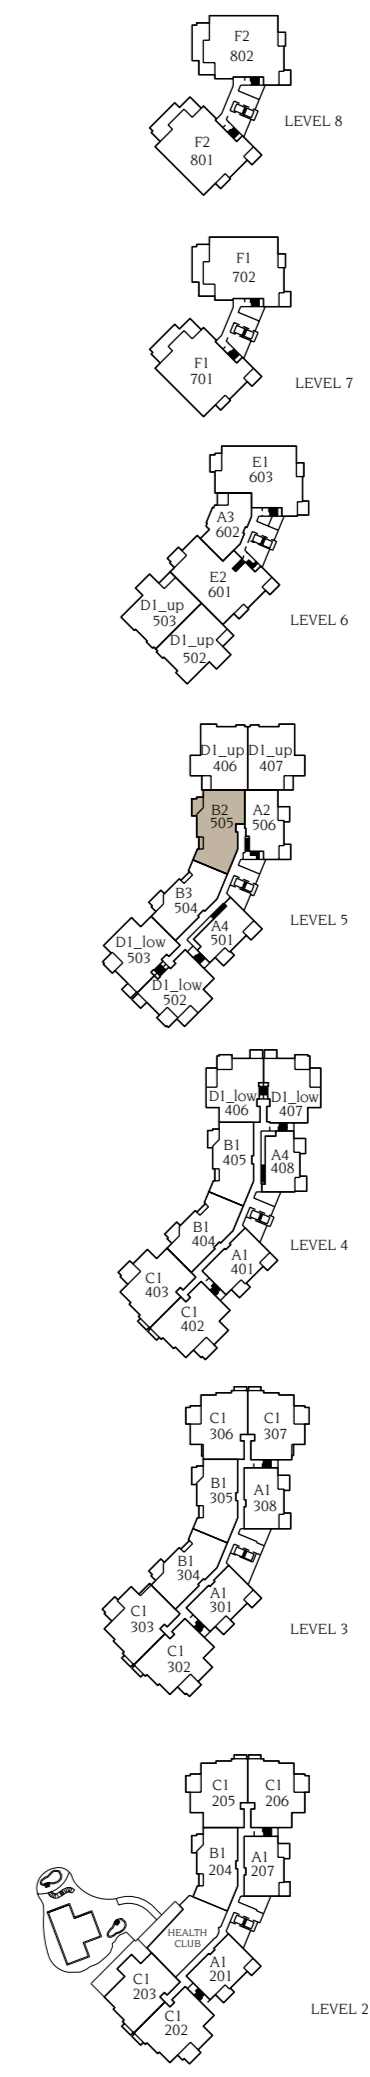 F2
802
F2
801
LEVEL 8
F1
702
F1
701
LEVEL 7
E1
603
A3
602
E2
601
D1_up
503
D1_up
502
LEVEL 6
D1_up
406
D1_up
407
B2
505
A2
506
B3
504
A4
501
D1_low
503
D1_low
502
LEVEL 5
D1_low
406
D1_low
407
B1
405
A4
408
B1
404
A1
401
C1
403
C1
402
LEVEL 4
C1
306
C1
307
B1
305
A1
308
B1
304
A1
301
C1
303
C1
302
LEVEL 3
C1
205
C1
206
B1
204
A1
207
HEALTH
CLUB
A1
201
C1
203
C1
202
LEVEL 2